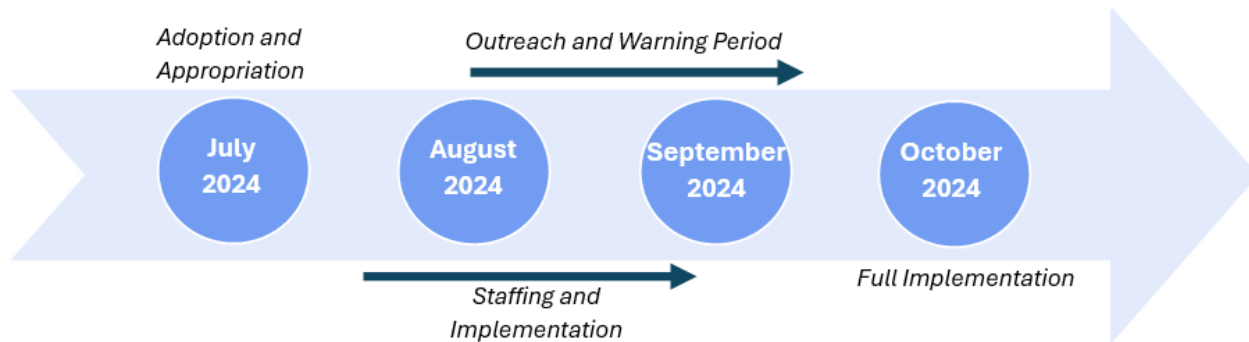 Adoption and
Appropriation
Outreach and Warning Period
July
2024
August
2024
September
2024
October
2024
Staffing and
Implementation
Full Implementation